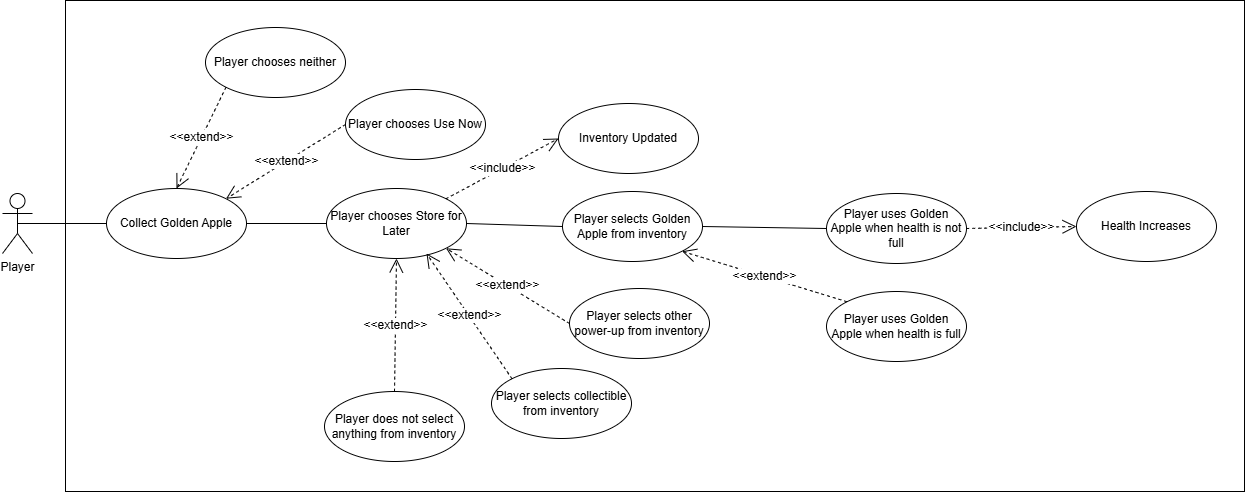 Player chooses neither
<<extend>>
Player chooses Use Now
<<extend>>
Inventory Updated
<<include>>
Player
Collect Golden Apple
Player chooses Store for
Later
Player selects Golden
Apple from inventory
Player uses Golden
Apple when health is not
full
<<include>>
Health Increases
<<extend>>
Player uses Golden
Apple when health is full
<<extend>>
Player selects other
power-up from inventory
<<extend>>
Player selects collectible
from inventory
<<extend>>
Player does not select
anything from inventory